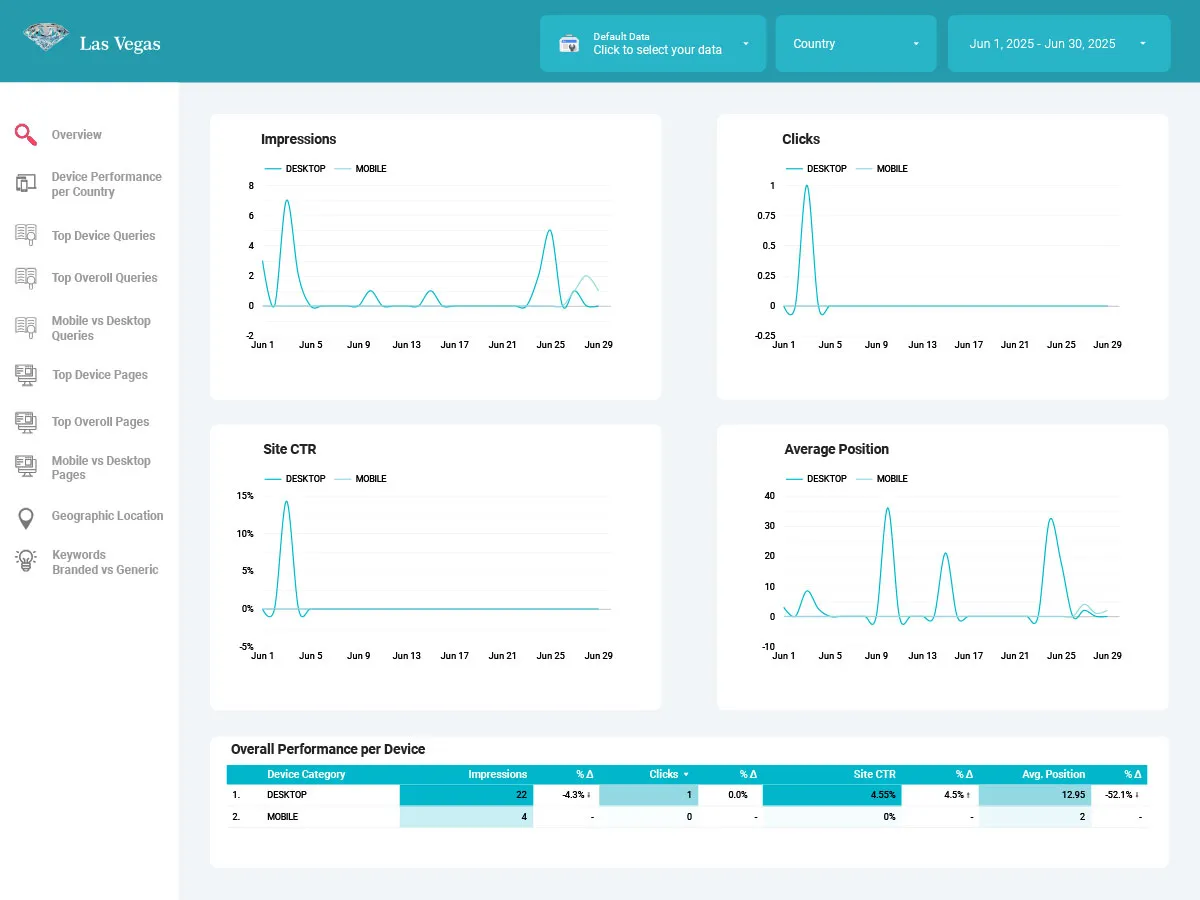 Las Vegas
Default Data
Click to select your data
Country
Jun 1, 2025 - Jun 30, 2025
Overview
Device Performance
per Country
Top Device Queries
Top Overoll Queries
Mobile vs Desktop
Queries
Top Device Pages
Top Overoll Pages
Mobile vs Desktop
Pages
Geographic Location
Keywords
Branded vs Generic
Impressions
DESKTOP MOBILE
8
6
4
2
0
-2
Jun 1 Jun 5 Jun 9 Jun 13 Jun 17 Jun 21 Jun 25 Jun 29
Clicks
DESKTOP MOBILE
1
0.75
0.5
0.25
0
-0.25
Jun 1 Jun 5 Jun 9 Jun 13 Jun 17 Jun 21 Jun 25 Jun 29
Site CTR
DESKTOP MOBILE
15%
10%
5%
0%
-5%
Jun 1 Jun 5 Jun 9 Jun 13 Jun 17 Jun 21 Jun 25 Jun 29
Average Position
DESKTOP MOBILE
40
30
20
10
0
-10
Jun 1 Jun 5 Jun 9 Jun 13 Jun 17 Jun 21 Jun 25 Jun 29
Overall Performance per Device
Device Category Impressions % Δ Clicks % Δ Site CTR % Δ Avg. Position % Δ
1. DESKTOP 22 -4.3% 1 0.0% 4.55% 4.5% 12.95 -52.1%
2. MOBILE 4 - 0 - 0% - 2 -